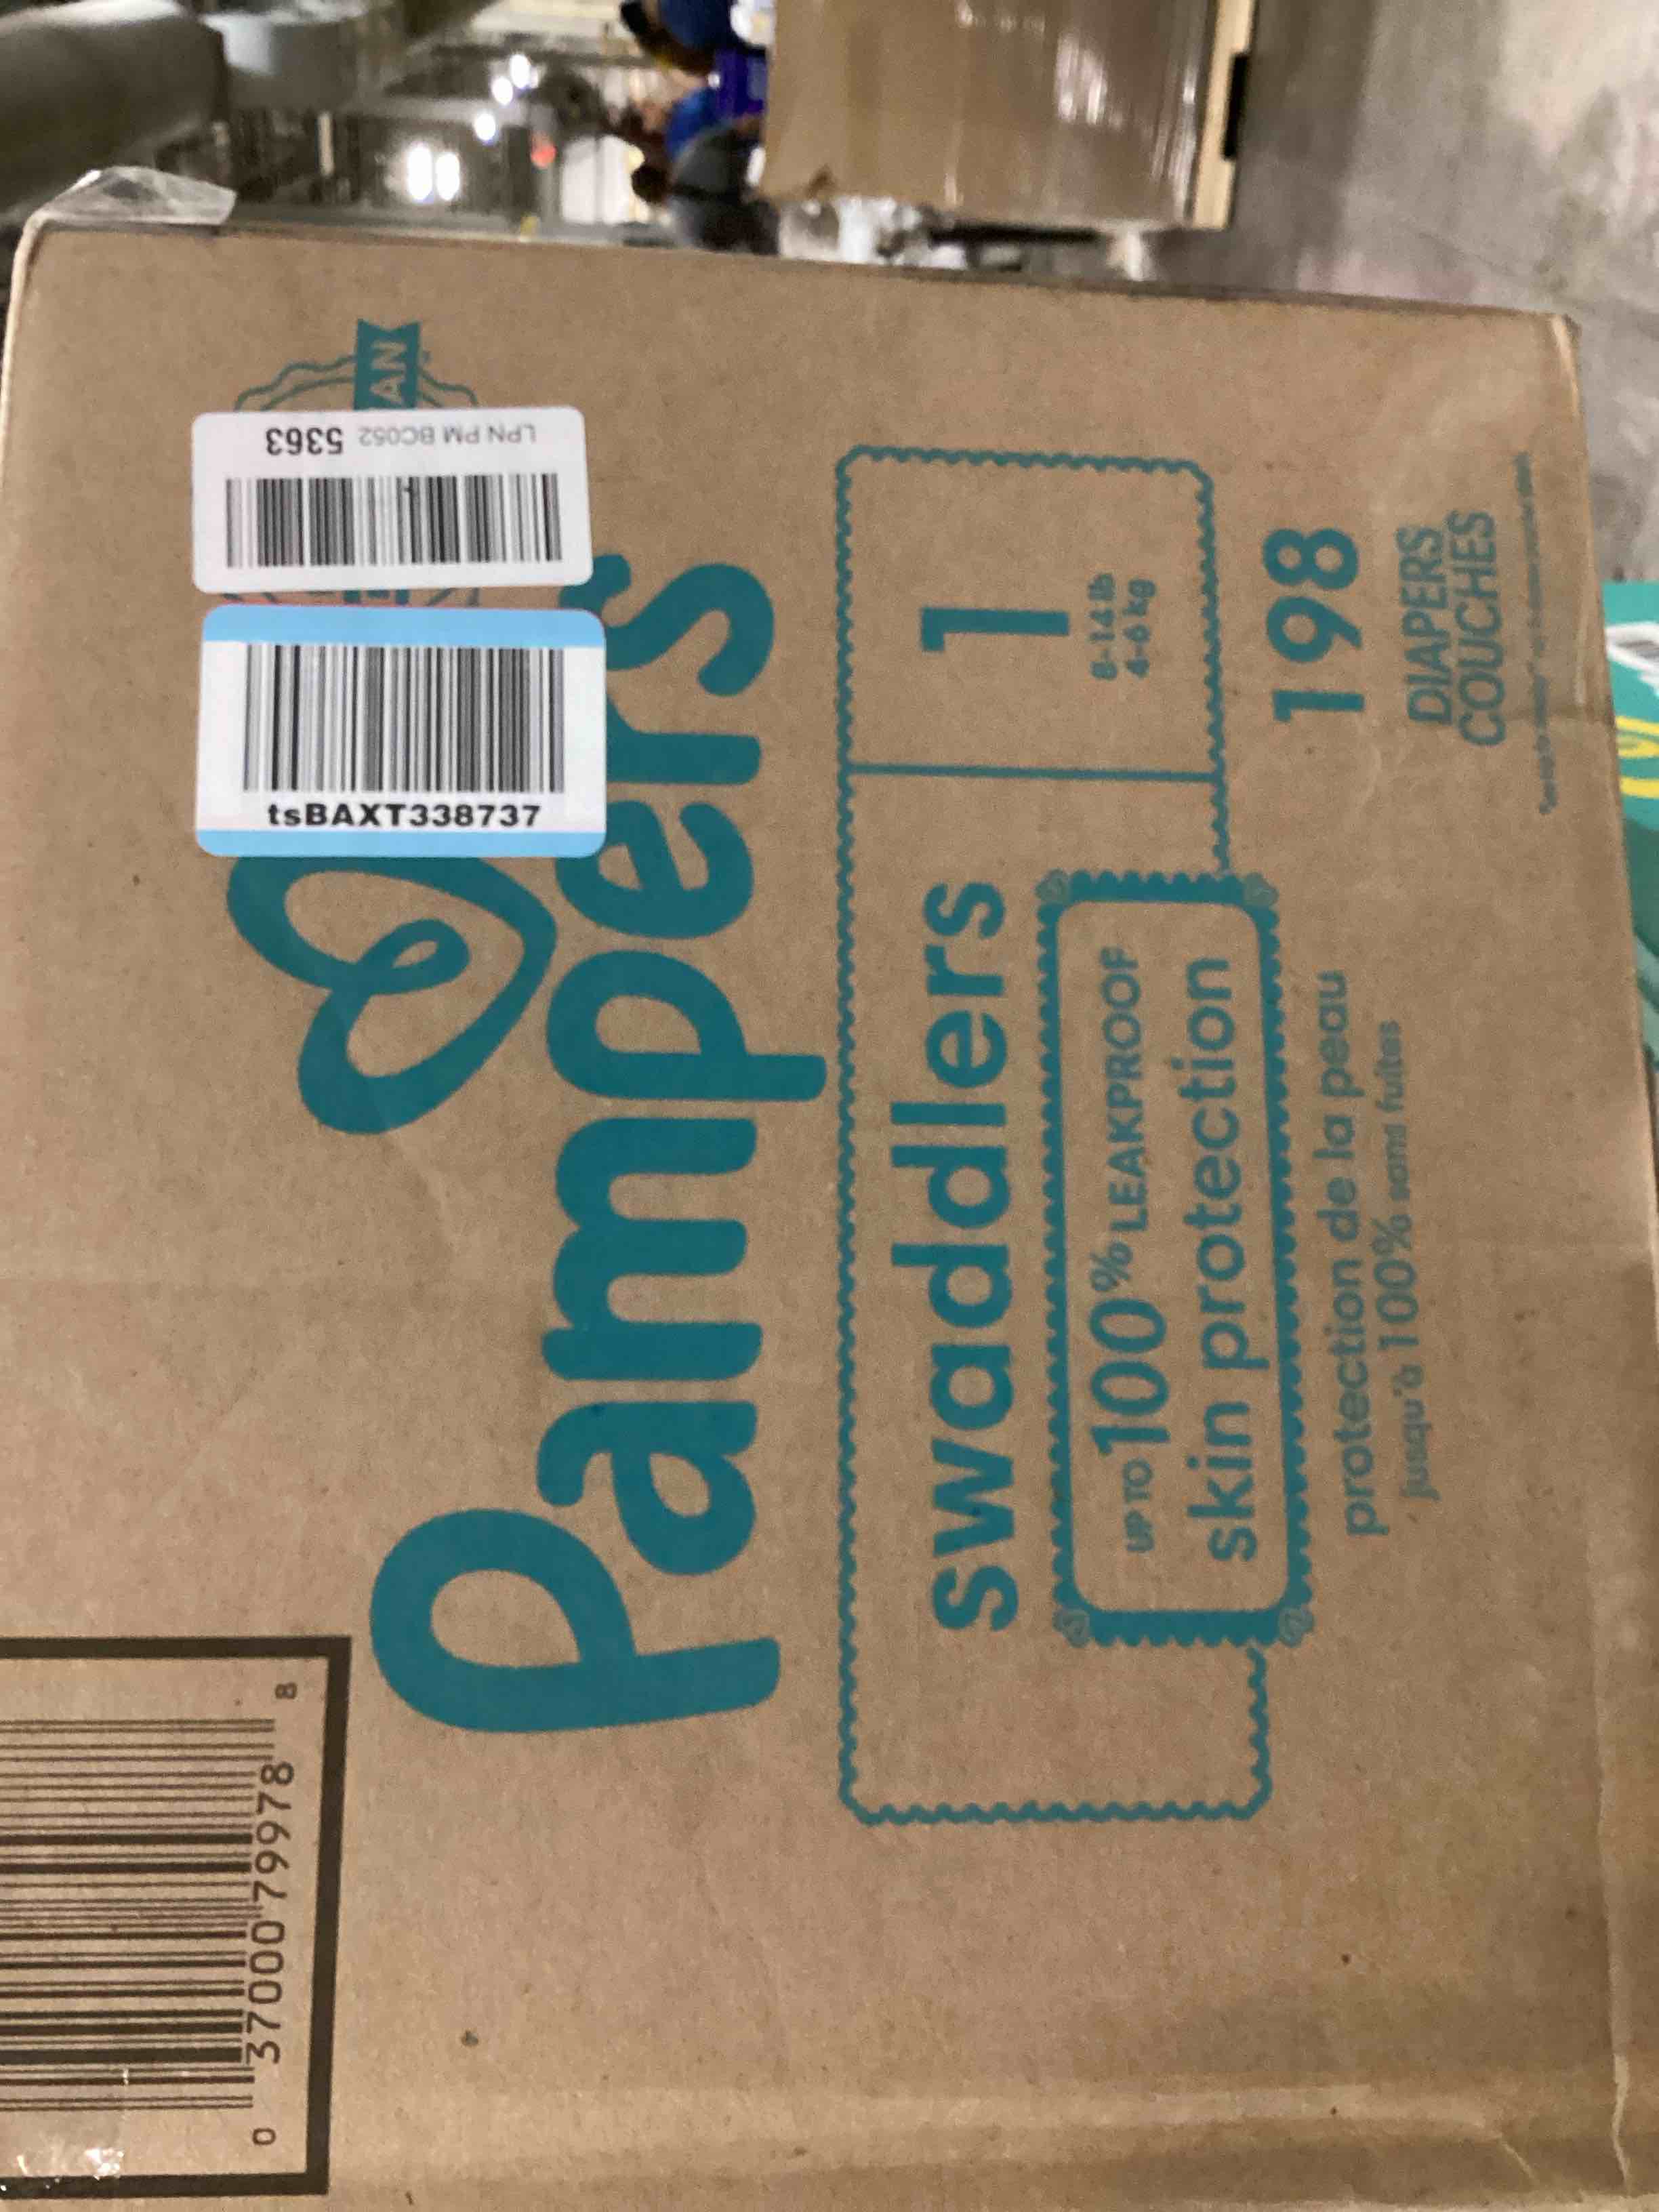 AN
LPN PM BC052 5363
tsBAXT338737
Pampers
swaddlers
1
8-14 lb
4-6 kg
UP TO 100% LEAKPROOF
skin protection
protection de la peau
jusqu'à 100% sans fuites
198
DIAPERS
COUCHES
0 37000 79978 8